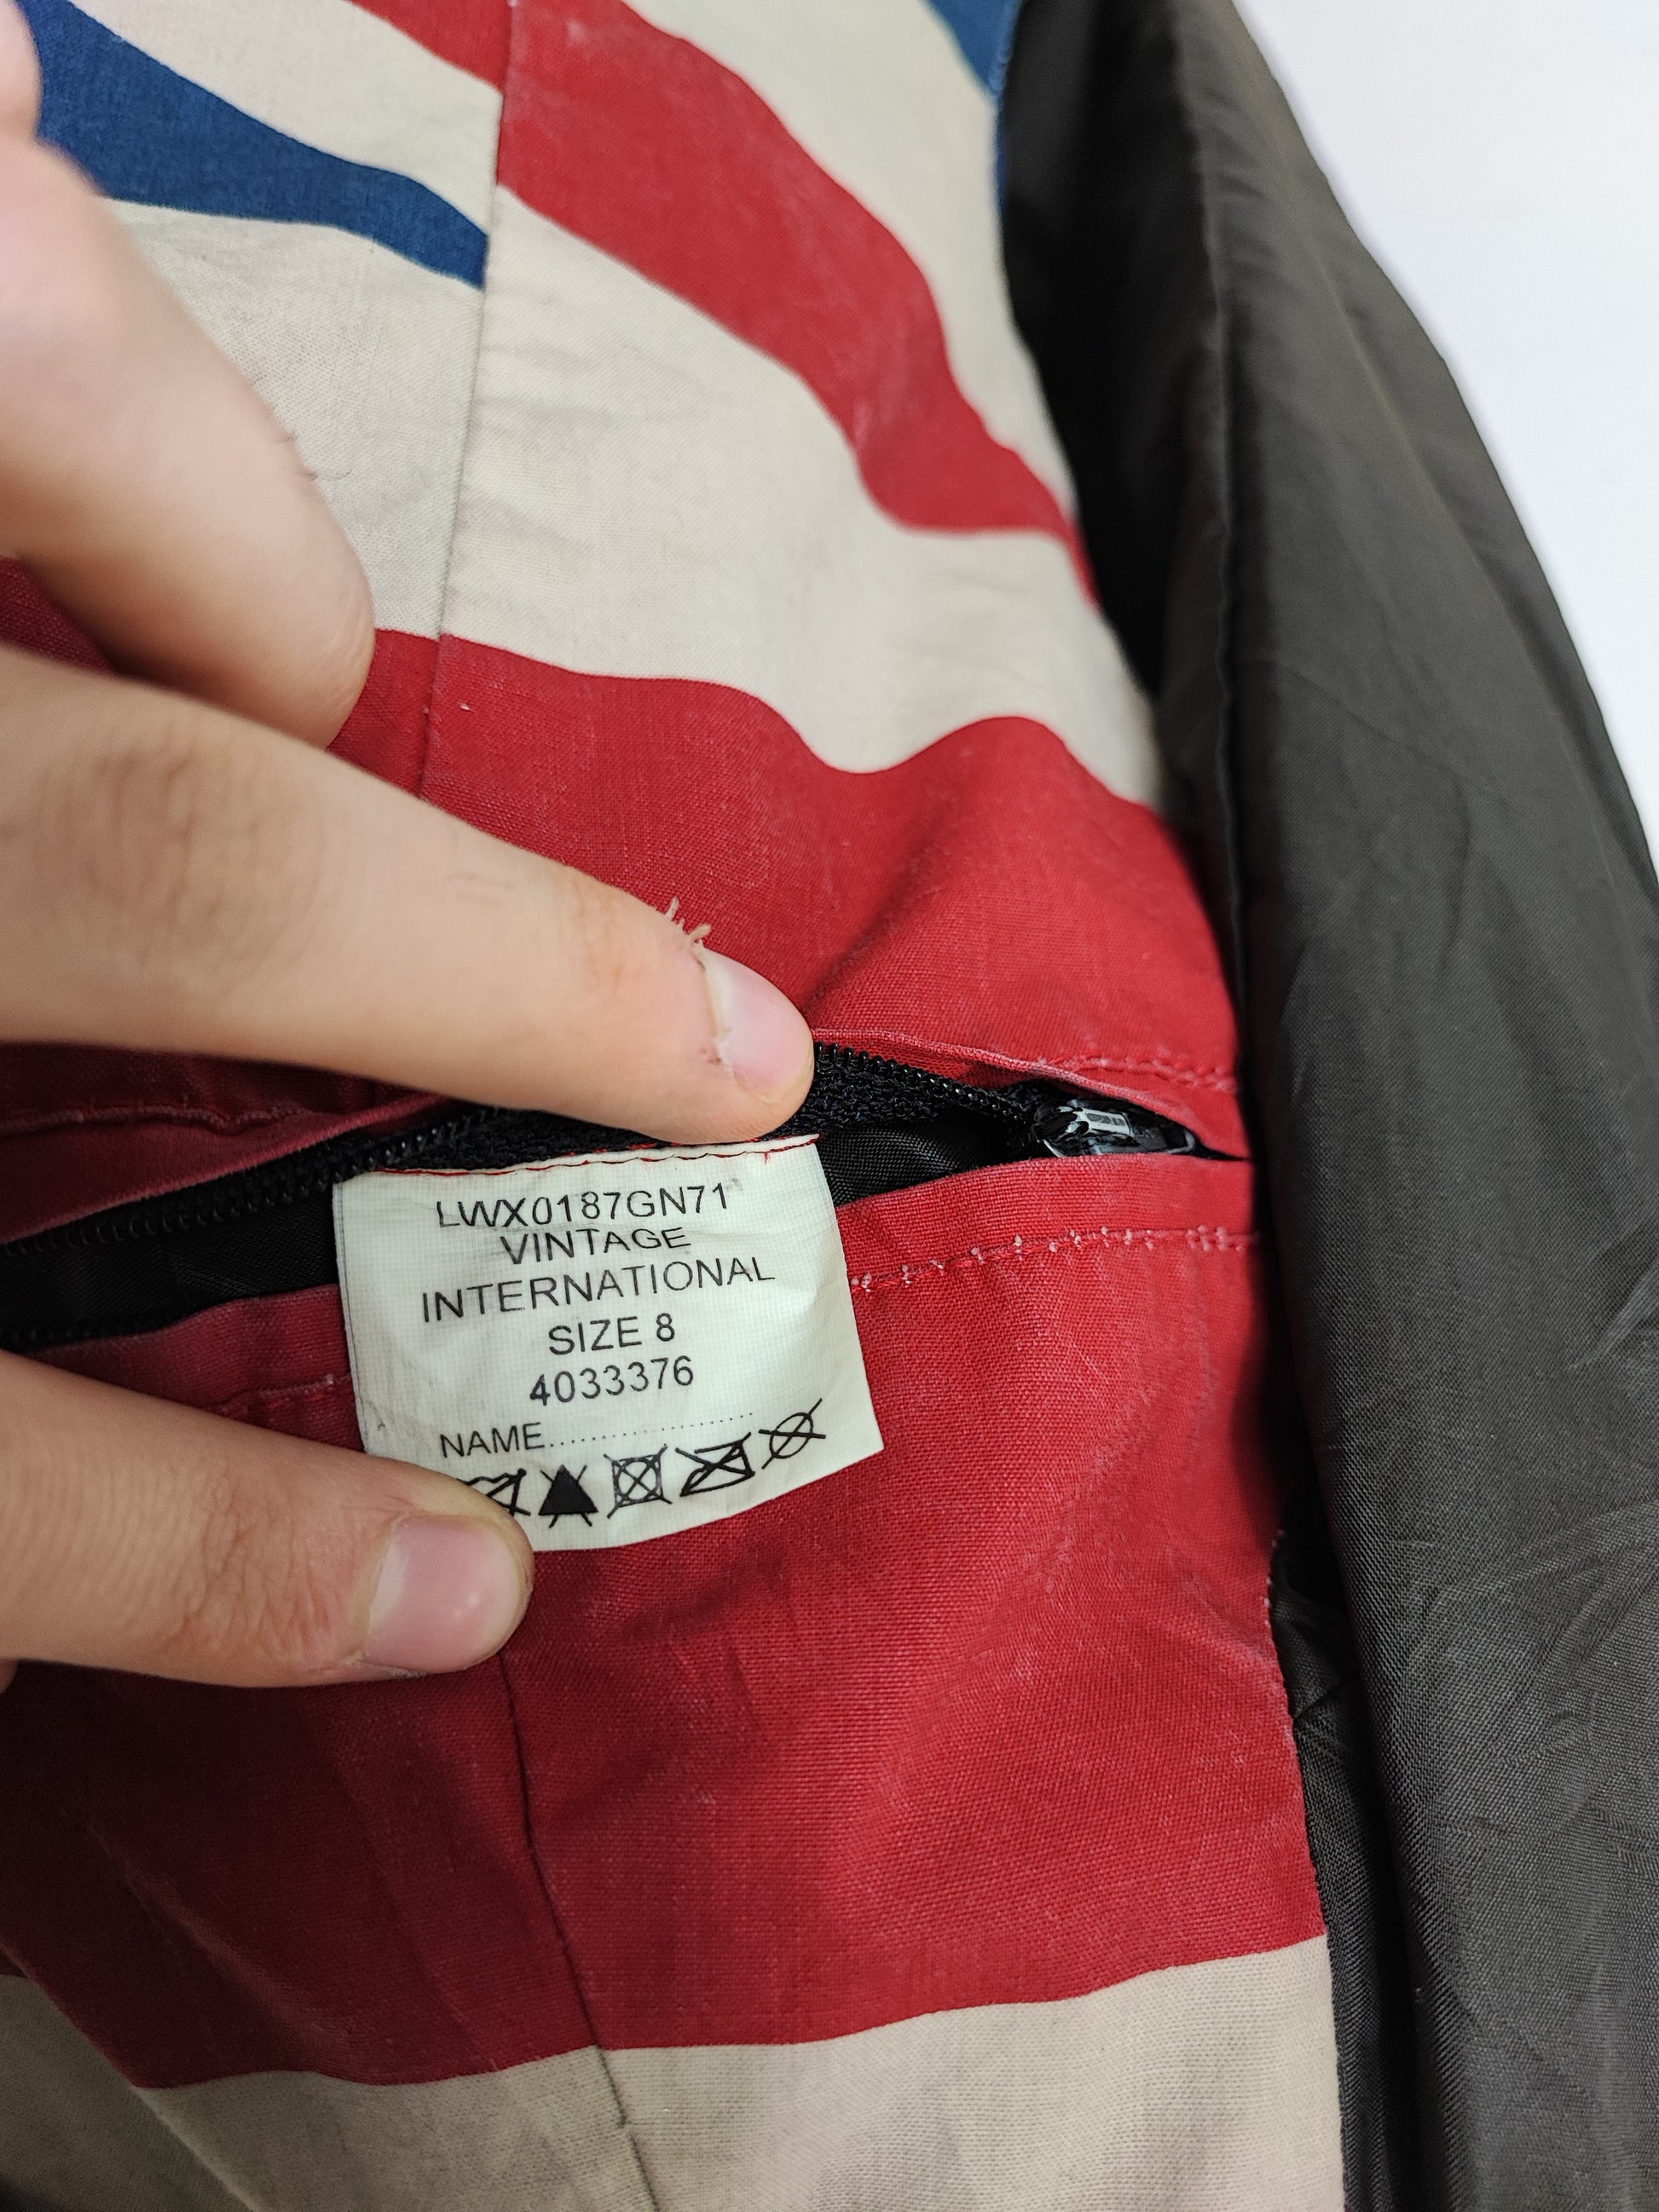 LWX0187GN71
VINTAGE
INTERNATIONAL
SIZE 8
4033376
NAME....................